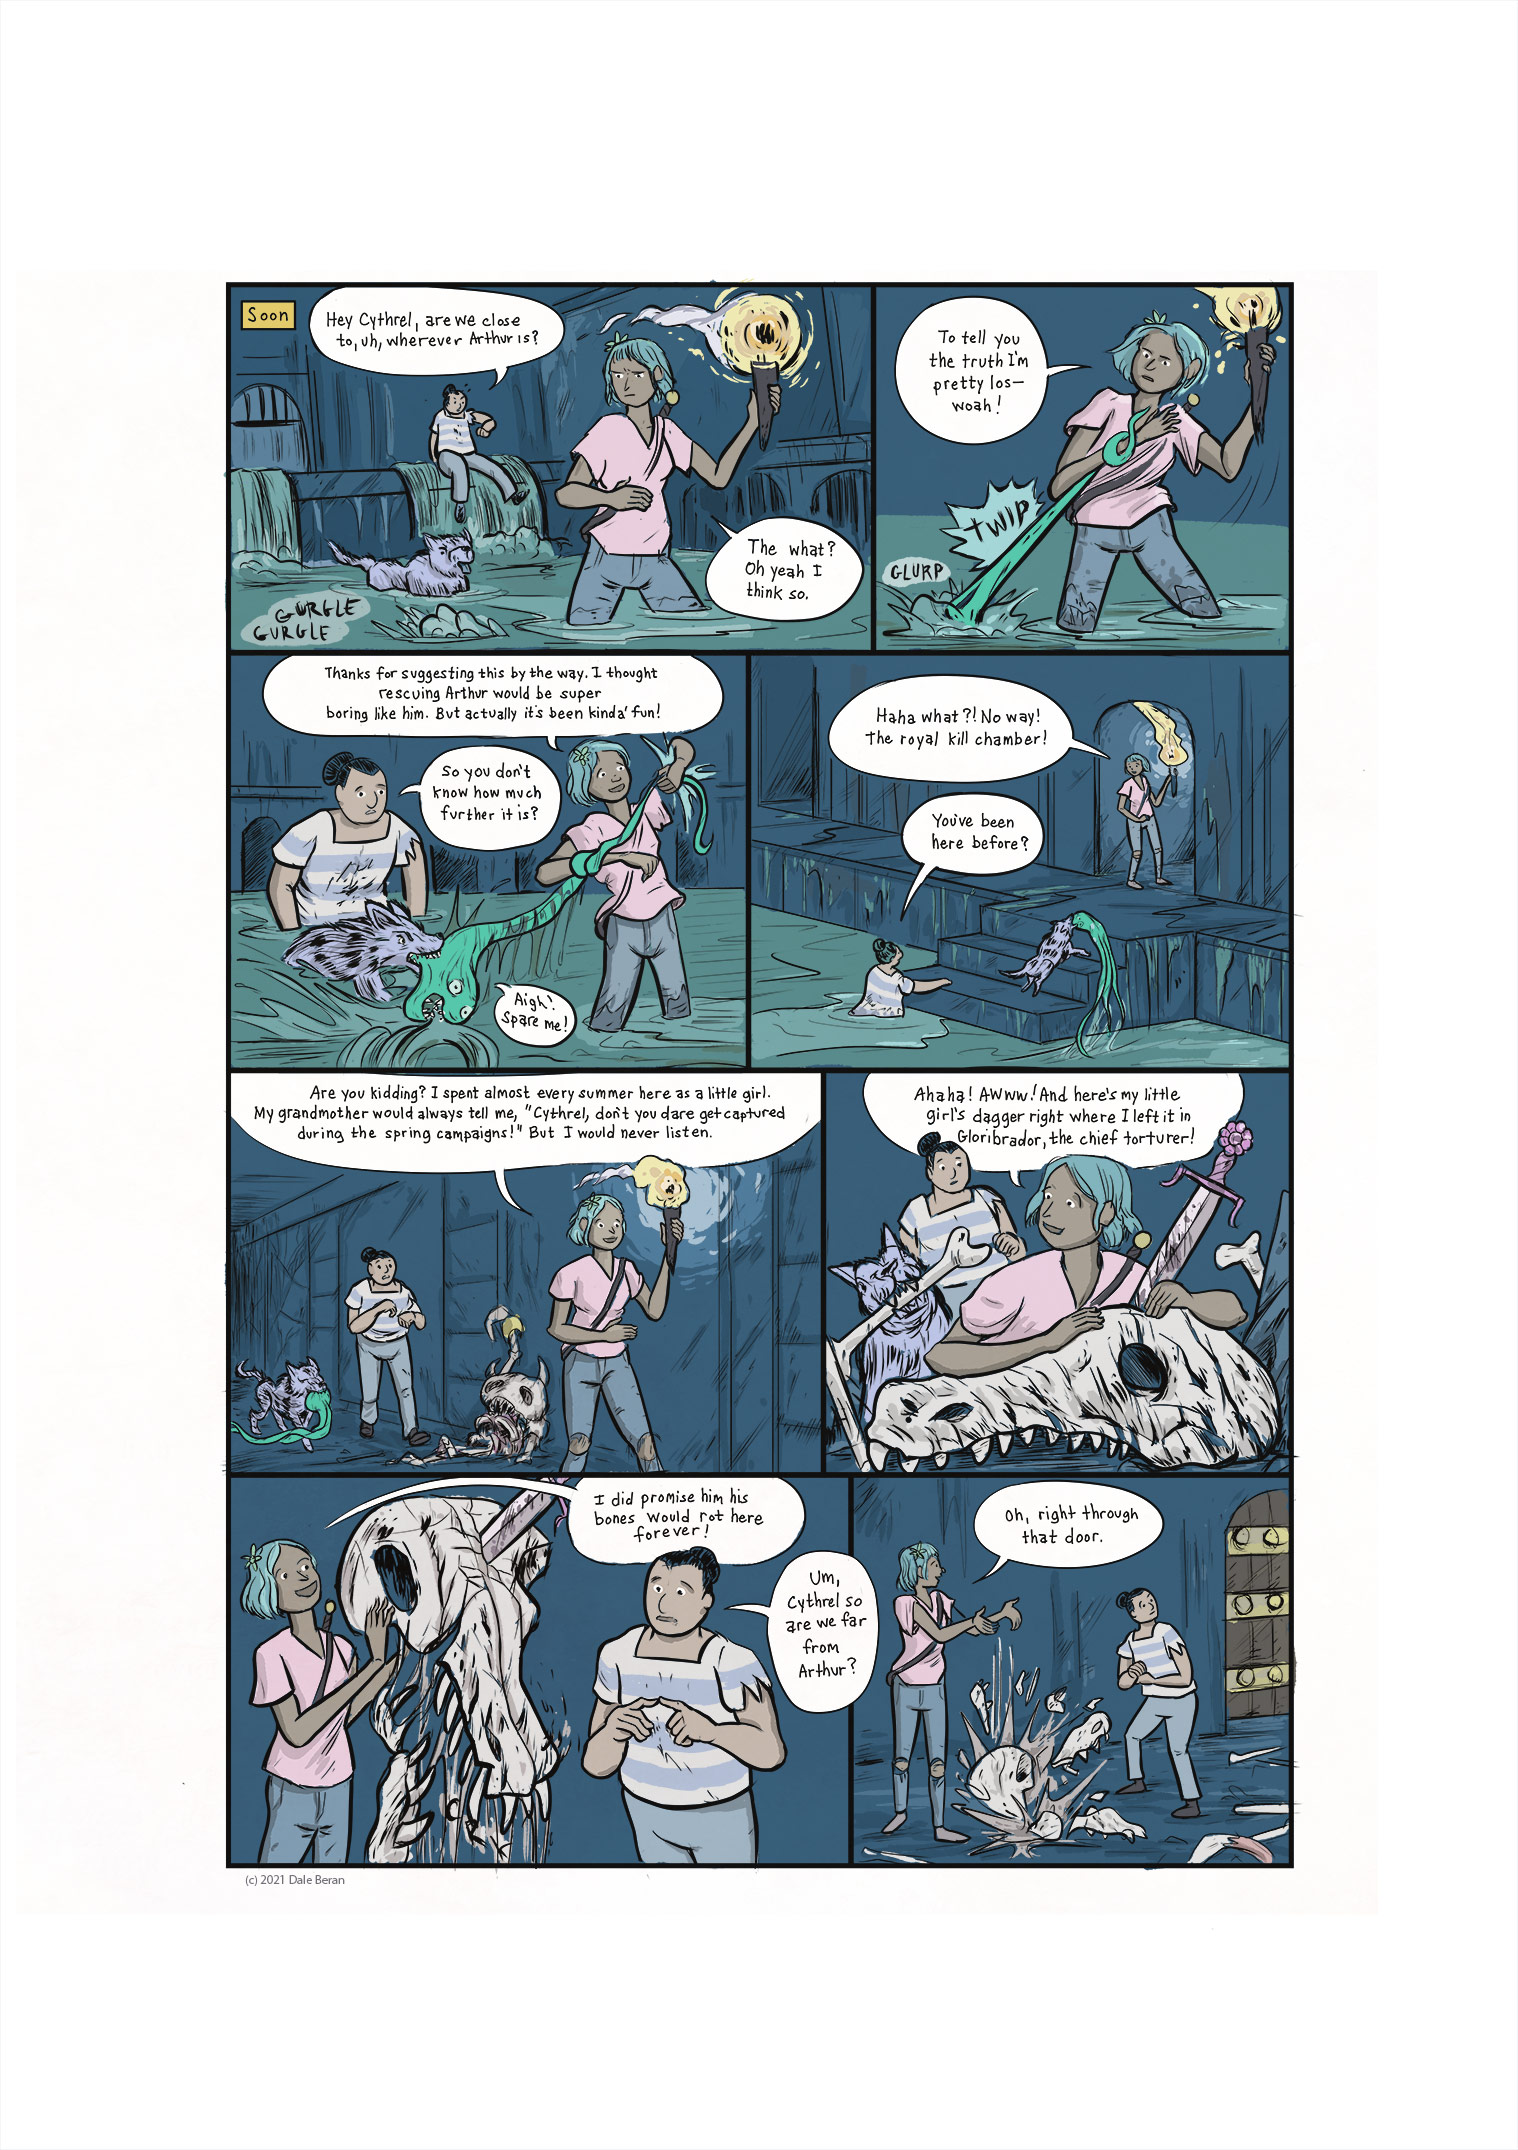 Soon
Hey Cythrel, are we close
to, uh, wherever Arthur is?
The what?
Oh yeah I
think so.
GURGLE
GURGLE
To tell you
the truth I'm
pretty los—
woah!
TWIP
GLURP
Thanks for suggesting this by the way. I thought
rescuing Arthur would be super
boring like him. But actually it's been kinda' fun!
So you don't
know how much
further it is?
Aigh!
Spare me!
Haha what?! No way!
The royal kill chamber!
You've been
here before?
Are you kidding? I spent almost every summer here as a little girl.
My grandmother would always tell me, "Cythrel, don't you dare get captured
during the spring campaigns!" But I would never listen.
Ahaha! AWww! And here's my little
girl's dagger right where I left it in
Gloribrador, the chief torturer!
I did promise him his
bones would rot here
forever!
Um,
Cythrel so
are we far
from
Arthur?
Oh, right through
that door.
(c) 2021 Dale Beran